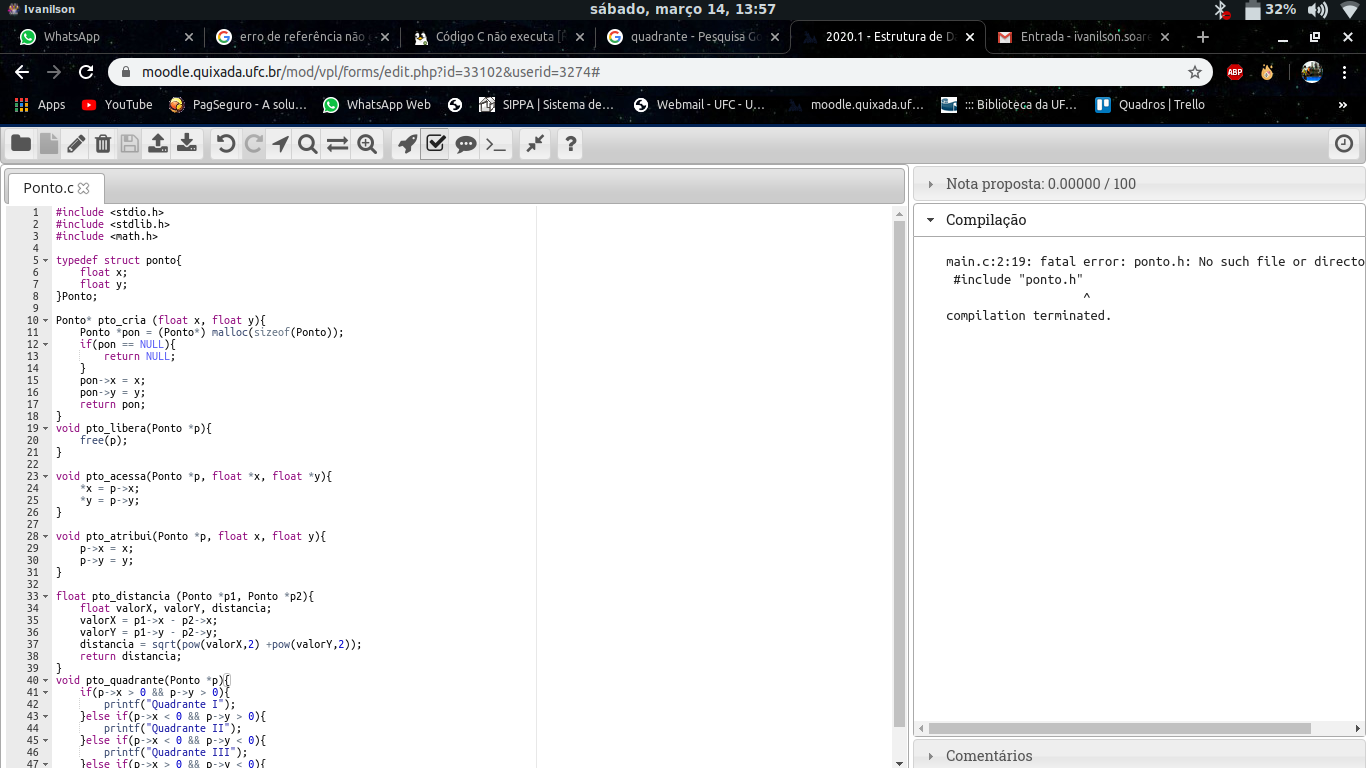 Ivanilson
sábado, março 14, 13:57
32%
WhatsApp
erro de referência não
Código C não executa [
quadrante - Pesquisa Go
2020.1 - Estrutura de D
Entrada - ivanilson.soare
moodle.quixada.ufc.br/mod/vpl/forms/edit.php?id=33102&userid=3274#
ABP
Apps
YouTube
PagSeguro - A solu...
WhatsApp Web
SIPPA | Sistema de...
Webmail - UFC - U...
moodle.quixada.uf...
::: Biblioteca da UF...
Quadros | Trello
»
Ponto.c
1 #include <stdio.h>
2 #include <stdlib.h>
3 #include <math.h>
4
5 typedef struct ponto{
6 float x;
7 float y;
8 }Ponto;
9
10 Ponto* pto_cria (float x, float y){
11 Ponto *pon = (Ponto*) malloc(sizeof(Ponto));
12 if(pon == NULL){
13 return NULL;
14 }
15 pon->x = x;
16 pon->y = y;
17 return pon;
18 }
19 void pto_libera(Ponto *p){
20 free(p);
21 }
22
23 void pto_acessa(Ponto *p, float *x, float *y){
24 *x = p->x;
25 *y = p->y;
26 }
27
28 void pto_atribui(Ponto *p, float x, float y){
29 p->x = x;
30 p->y = y;
31 }
32
33 float pto_distancia (Ponto *p1, Ponto *p2){
34 float valorX, valorY, distancia;
35 valorX = p1->x - p2->x;
36 valorY = p1->y - p2->y;
37 distancia = sqrt(pow(valorX,2) +pow(valorY,2));
38 return distancia;
39 }
40 void pto_quadrante(Ponto *p){
41 if(p->x > 0 && p->y > 0){
42 printf("Quadrante I");
43 }else if(p->x < 0 && p->y > 0){
44 printf("Quadrante II");
45 }else if(p->x < 0 && p->y < 0){
46 printf("Quadrante III");
47 }else if(p->x > 0 && p->y < 0){
Nota proposta: 0.00000 / 100
Compilação
main.c:2:19: fatal error: ponto.h: No such file or directo
#include "ponto.h"
^
compilation terminated.
Comentários